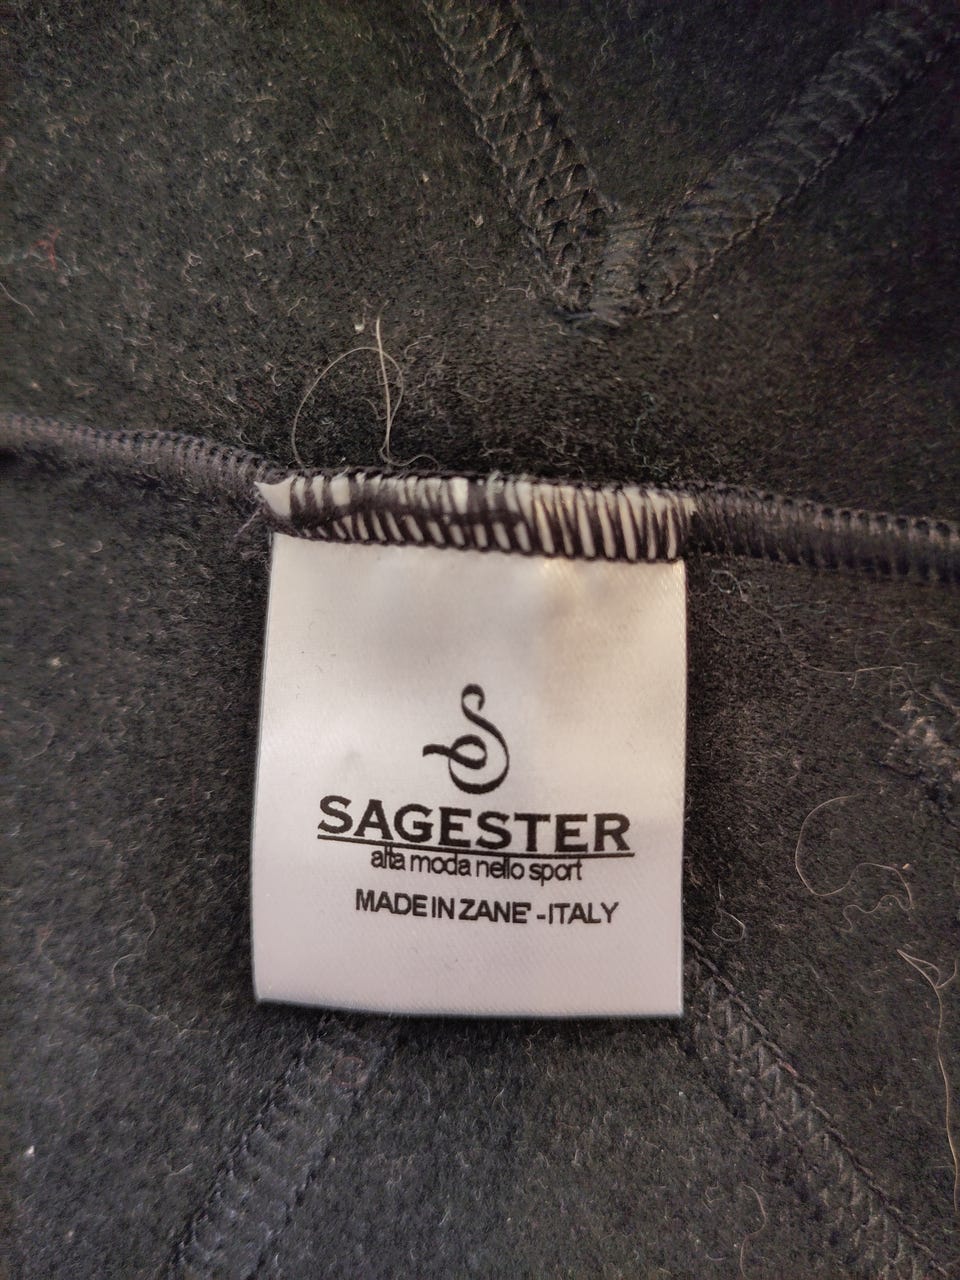 SAGESTER
alta moda nello sport
MADE IN ZANE' - ITALY